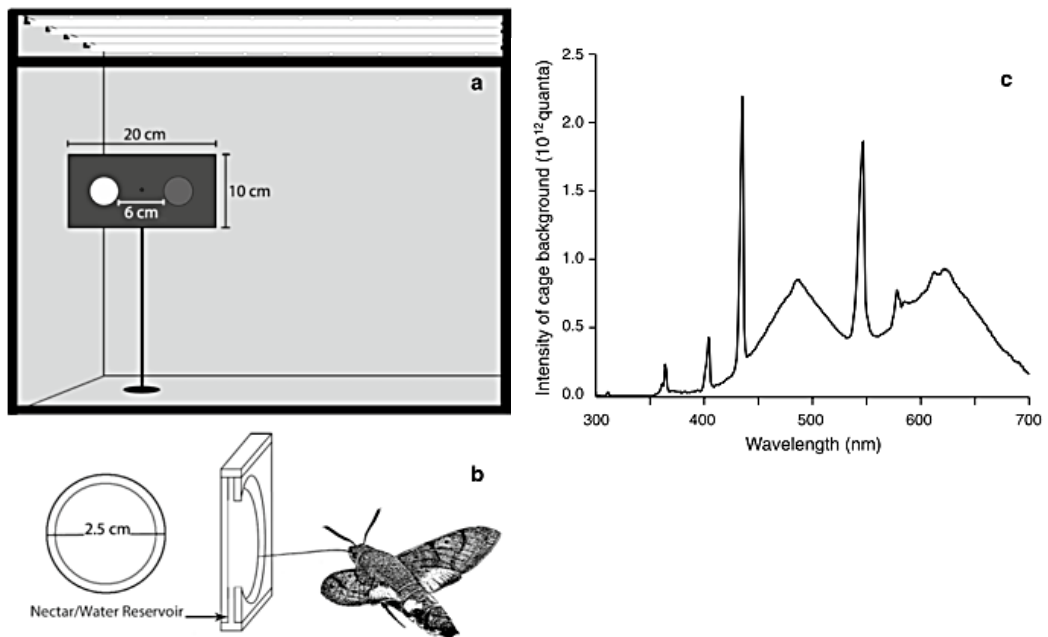 a
20 cm
10 cm
6 cm
b
2.5 cm
Nectar/Water Reservoir
c
Intensity of cage background (10¹² quanta)
2.5
2.0
1.5
1.0
0.5
0.0
300 400 500 600 700
Wavelength (nm)